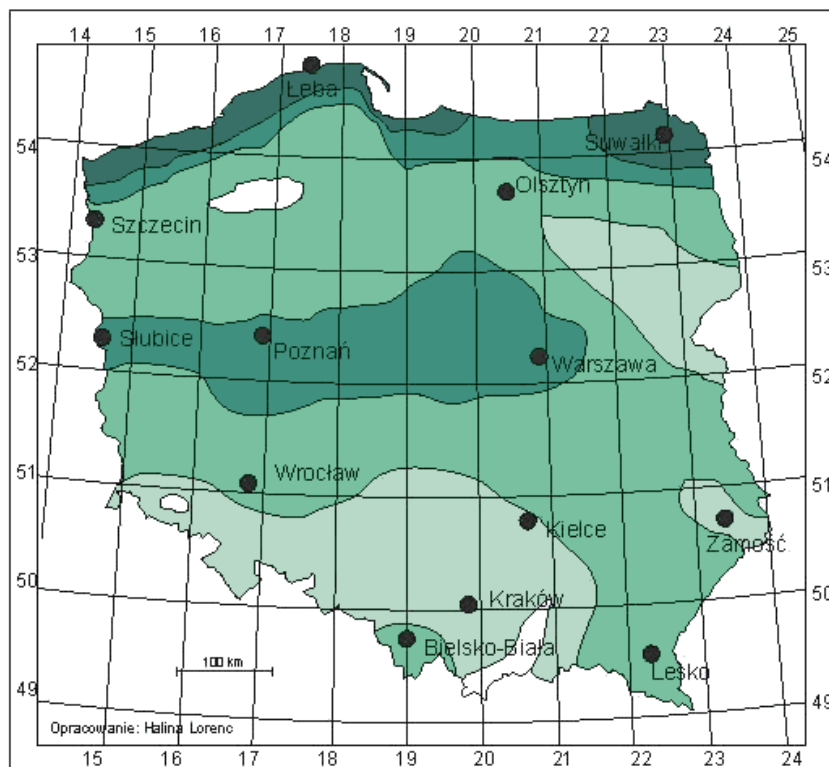 14 15 16 17 18 19 20 21 22 23 24 25
Łeba
Suwałki
54
54
Olsztyn
Szczecin
53
53
Słubice
Poznań
Warszawa
52
52
Wrocław
51
51
Kielce
Zamość
50
50
Kraków
Bielsko-Biała
Lesko
100 km
49
49
Opracowanie: Halina Lorenc
15 16 17 18 19 20 21 22 23 24